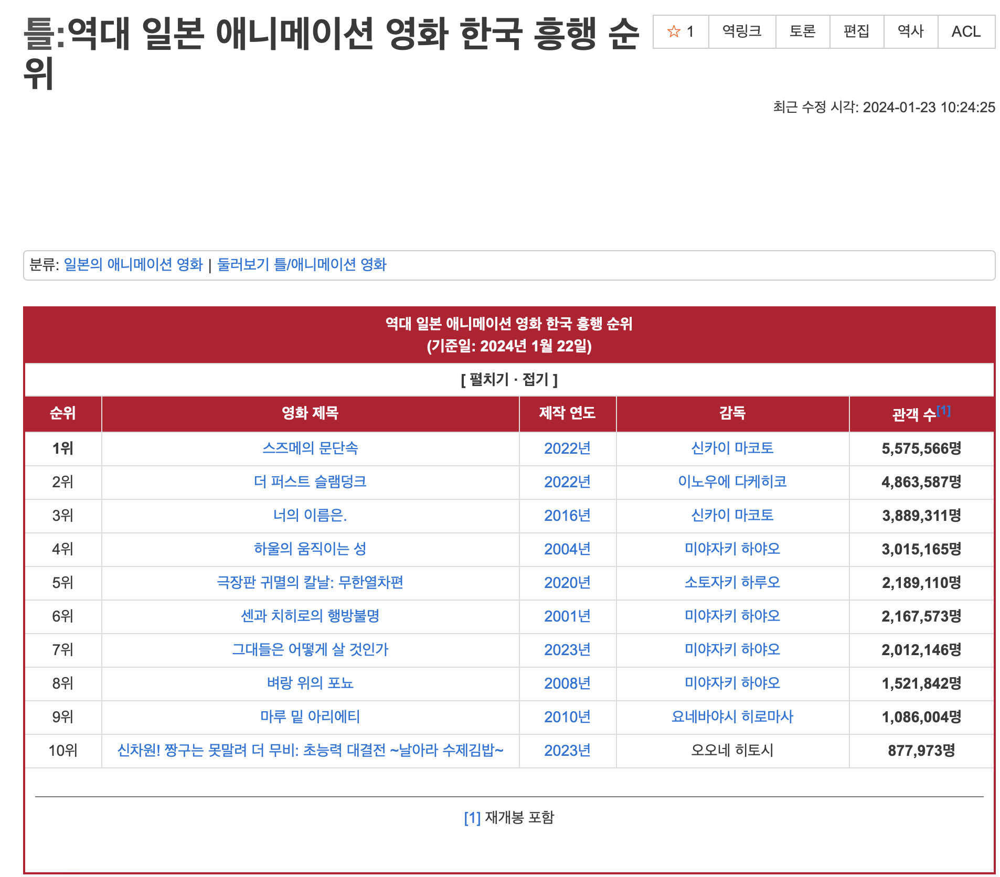 틀:역대 일본 애니메이션 영화 한국 흥행 순
위
☆ 1 역링크 토론 편집 역사 ACL
최근 수정 시각: 2024-01-23 10:24:25
분류: 일본의 애니메이션 영화 | 둘러보기 틀/애니메이션 영화
역대 일본 애니메이션 영화 한국 흥행 순위
(기준일: 2024년 1월 22일)
[ 펼치기 · 접기 ]
순위 영화 제목 제작 연도 감독 관객 수[1]
1위 스즈메의 문단속 2022년 신카이 마코토 5,575,566명
2위 더 퍼스트 슬램덩크 2022년 이노우에 다케히코 4,863,587명
3위 너의 이름은. 2016년 신카이 마코토 3,889,311명
4위 하울의 움직이는 성 2004년 미야자키 하야오 3,015,165명
5위 극장판 귀멸의 칼날: 무한열차편 2020년 소토자키 하루오 2,189,110명
6위 센과 치히로의 행방불명 2001년 미야자키 하야오 2,167,573명
7위 그대들은 어떻게 살 것인가 2023년 미야자키 하야오 2,012,146명
8위 벼랑 위의 포뇨 2008년 미야자키 하야오 1,521,842명
9위 마루 밑 아리에티 2010년 요네바야시 히로마사 1,086,004명
10위 신차원! 짱구는 못말려 더 무비: 초능력 대결전 ~날아라 수제김밥~ 2023년 오오네 히토시 877,973명
[1] 재개봉 포함